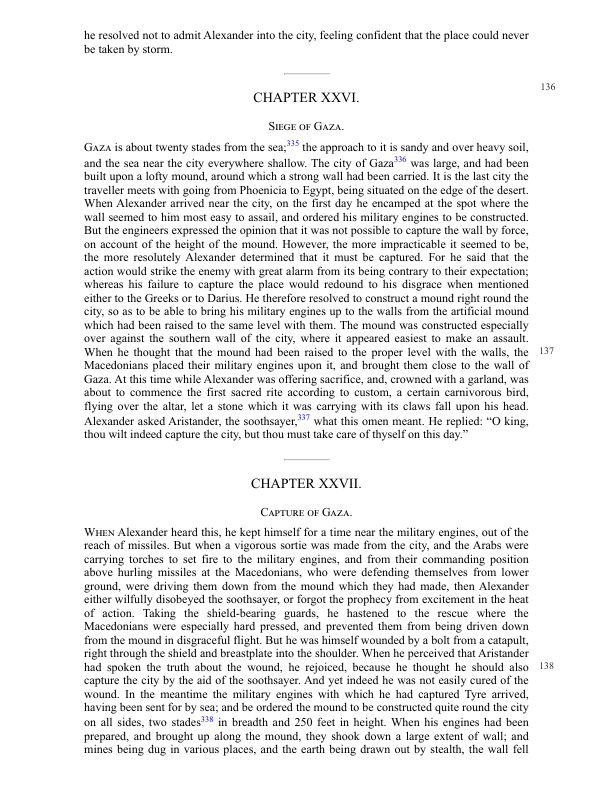 he resolved not to admit Alexander into the city, feeling confident that the place could never
be taken by storm.
136
CHAPTER XXVI.
Siege of Gaza.
Gaza is about twenty stades from the sea;335 the approach to it is sandy and over heavy soil,
and the sea near the city everywhere shallow. The city of Gaza336 was large, and had been
built upon a lofty mound, around which a strong wall had been carried. It is the last city the
traveller meets with going from Phoenicia to Egypt, being situated on the edge of the desert.
When Alexander arrived near the city, on the first day he encamped at the spot where the
wall seemed to him most easy to assail, and ordered his military engines to be constructed.
But the engineers expressed the opinion that it was not possible to capture the wall by force,
on account of the height of the mound. However, the more impracticable it seemed to be,
the more resolutely Alexander determined that it must be captured. For he said that the
action would strike the enemy with great alarm from its being contrary to their expectation;
whereas his failure to capture the place would redound to his disgrace when mentioned
either to the Greeks or to Darius. He therefore resolved to construct a mound right round the
city, so as to be able to bring his military engines up to the walls from the artificial mound
which had been raised to the same level with them. The mound was constructed especially
over against the southern wall of the city, where it appeared easiest to make an assault.
When he thought that the mound had been raised to the proper level with the walls, the 137
Macedonians placed their military engines upon it, and brought them close to the wall of
Gaza. At this time while Alexander was offering sacrifice, and, crowned with a garland, was
about to commence the first sacred rite according to custom, a certain carnivorous bird,
flying over the altar, let a stone which it was carrying with its claws fall upon his head.
Alexander asked Aristander, the soothsayer,337 what this omen meant. He replied: “O king,
thou wilt indeed capture the city, but thou must take care of thyself on this day.”
CHAPTER XXVII.
Capture of Gaza.
When Alexander heard this, he kept himself for a time near the military engines, out of the
reach of missiles. But when a vigorous sortie was made from the city, and the Arabs were
carrying torches to set fire to the military engines, and from their commanding position
above hurling missiles at the Macedonians, who were defending themselves from lower
ground, were driving them down from the mound which they had made, then Alexander
either wilfully disobeyed the soothsayer, or forgot the prophecy from excitement in the heat
of action. Taking the shield-bearing guards, he hastened to the rescue where the
Macedonians were especially hard pressed, and prevented them from being driven down
from the mound in disgraceful flight. But he was himself wounded by a bolt from a catapult,
right through the shield and breastplate into the shoulder. When he perceived that Aristander
had spoken the truth about the wound, he rejoiced, because he thought he should also 138
capture the city by the aid of the soothsayer. And yet indeed he was not easily cured of the
wound. In the meantime the military engines with which he had captured Tyre arrived,
having been sent for by sea; and be ordered the mound to be constructed quite round the city
on all sides, two stades338 in breadth and 250 feet in height. When his engines had been
prepared, and brought up along the mound, they shook down a large extent of wall; and
mines being dug in various places, and the earth being drawn out by stealth, the wall fell